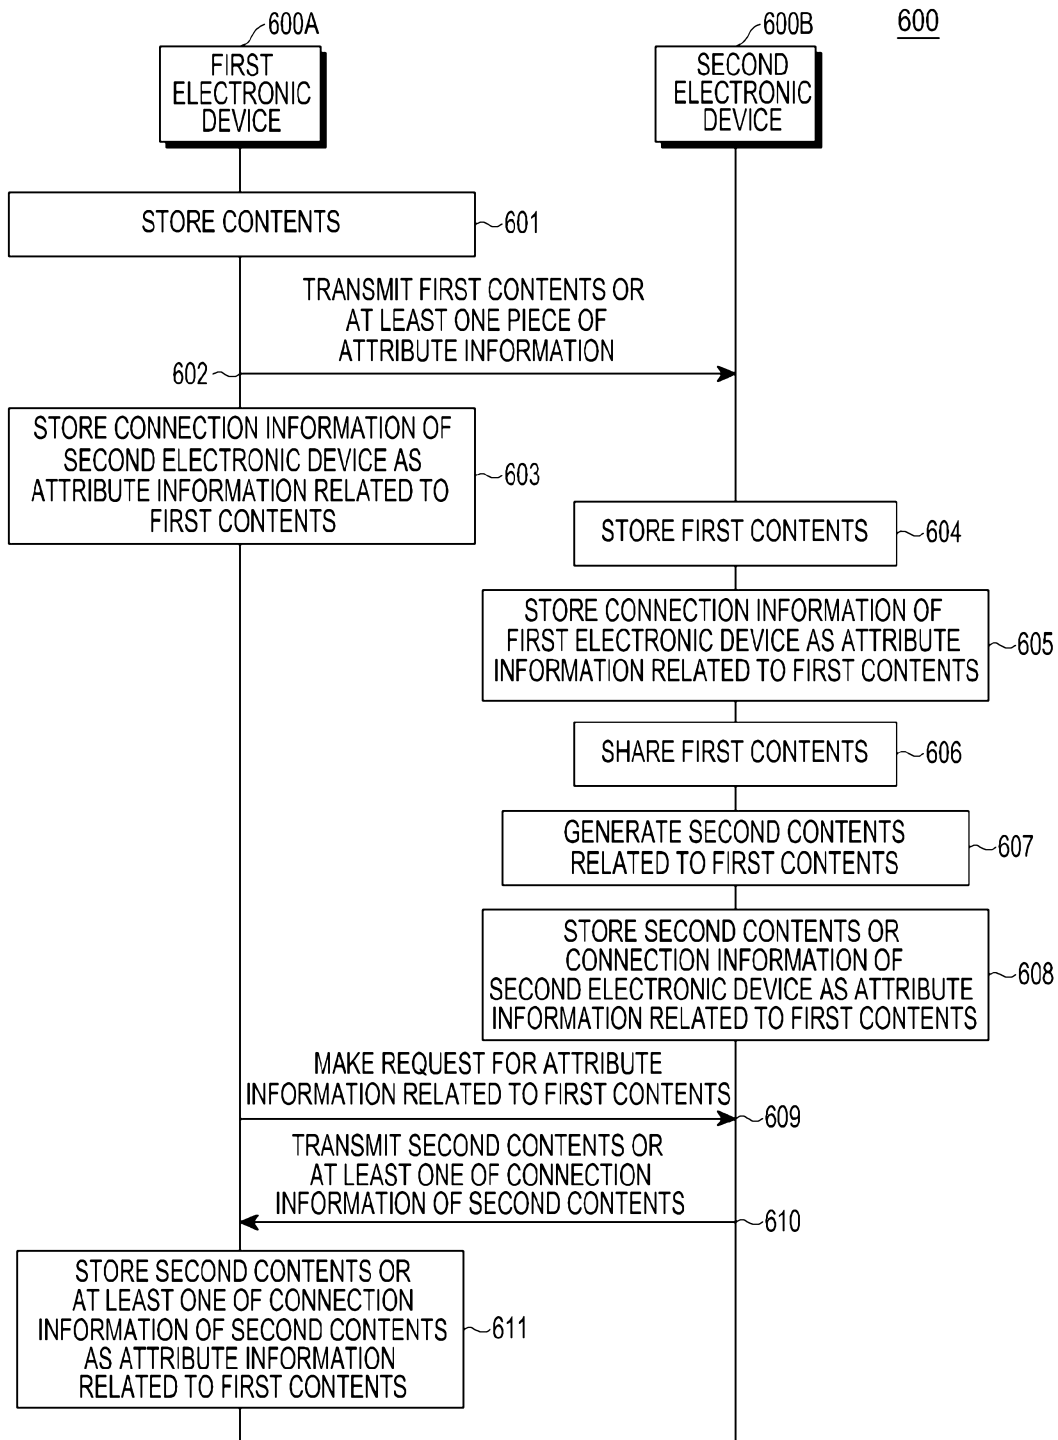 600
600A
FIRST
ELECTRONIC
DEVICE
600B
SECOND
ELECTRONIC
DEVICE
STORE CONTENTS
601
TRANSMIT FIRST CONTENTS OR
AT LEAST ONE PIECE OF
ATTRIBUTE INFORMATION
602
STORE CONNECTION INFORMATION OF
SECOND ELECTRONIC DEVICE AS
ATTRIBUTE INFORMATION RELATED TO
FIRST CONTENTS
603
STORE FIRST CONTENTS
604
STORE CONNECTION INFORMATION OF
FIRST ELECTRONIC DEVICE AS ATTRIBUTE
INFORMATION RELATED TO FIRST CONTENTS
605
SHARE FIRST CONTENTS
606
GENERATE SECOND CONTENTS
RELATED TO FIRST CONTENTS
607
STORE SECOND CONTENTS OR
CONNECTION INFORMATION OF
SECOND ELECTRONIC DEVICE AS ATTRIBUTE
INFORMATION RELATED TO FIRST CONTENTS
608
MAKE REQUEST FOR ATTRIBUTE
INFORMATION RELATED TO FIRST CONTENTS
609
TRANSMIT SECOND CONTENTS OR
AT LEAST ONE OF CONNECTION
INFORMATION OF SECOND CONTENTS
610
STORE SECOND CONTENTS OR
AT LEAST ONE OF CONNECTION
INFORMATION OF SECOND CONTENTS
AS ATTRIBUTE INFORMATION
RELATED TO FIRST CONTENTS
611